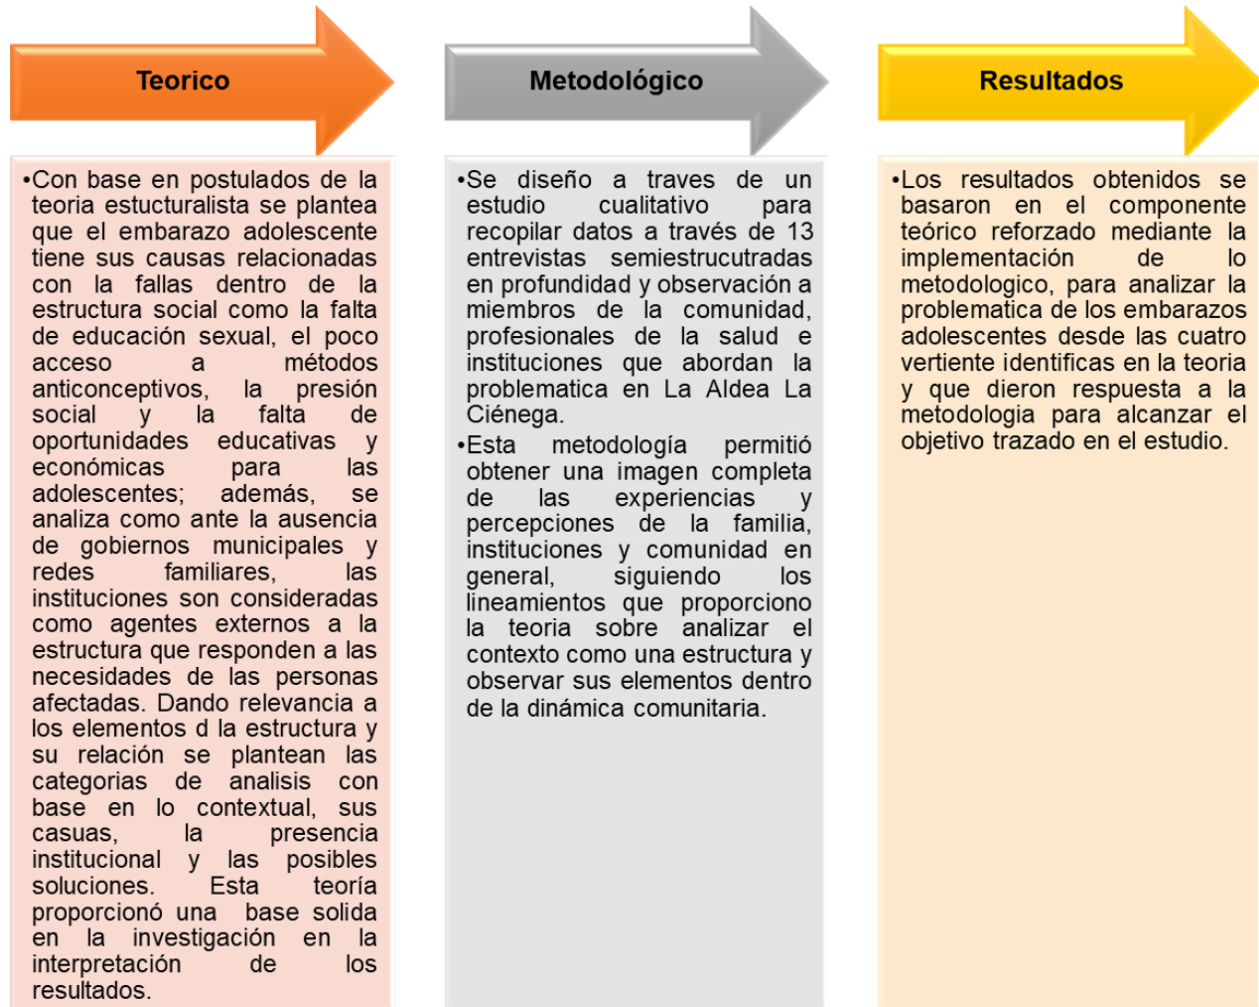 Teorico
•Con base en postulados de la
teoria estucturalista se plantea
que el embarazo adolescente
tiene sus causas relacionadas
con la fallas dentro de la
estructura social como la falta
de educación sexual, el poco
acceso a métodos
anticonceptivos, la presión
social y la falta de
oportunidades educativas y
económicas para las
adolescentes; además, se
analiza como ante la ausencia
de gobiernos municipales y
redes familiares, las
instituciones son consideradas
como agentes externos a la
estructura que responden a las
necesidades de las personas
afectadas. Dando relevancia a
los elementos d la estructura y
su relación se plantean las
categorias de analisis con
base en lo contextual, sus
casuas, la presencia
institucional y las posibles
soluciones. Esta teoría
proporcionó una base solida
en la investigación en la
interpretación de los
resultados.
Metodológico
•Se diseño a traves de un
estudio cualitativo para
recopilar datos a través de 13
entrevistas semiestrucutradas
en profundidad y observación a
miembros de la comunidad,
profesionales de la salud e
instituciones que abordan la
problematica en La Aldea La
Ciénega.
•Esta metodología permitió
obtener una imagen completa
de las experiencias y
percepciones de la familia,
instituciones y comunidad en
general, siguiendo los
lineamientos que proporciono
la teoria sobre analizar el
contexto como una estructura y
observar sus elementos dentro
de la dinámica comunitaria.
Resultados
•Los resultados obtenidos se
basaron en el componente
teórico reforzado mediante la
implementación de lo
metodologico, para analizar la
problematica de los embarazos
adolescentes desde las cuatro
vertiente identificas en la teoria
y que dieron respuesta a la
metodologia para alcanzar el
objetivo trazado en el estudio.